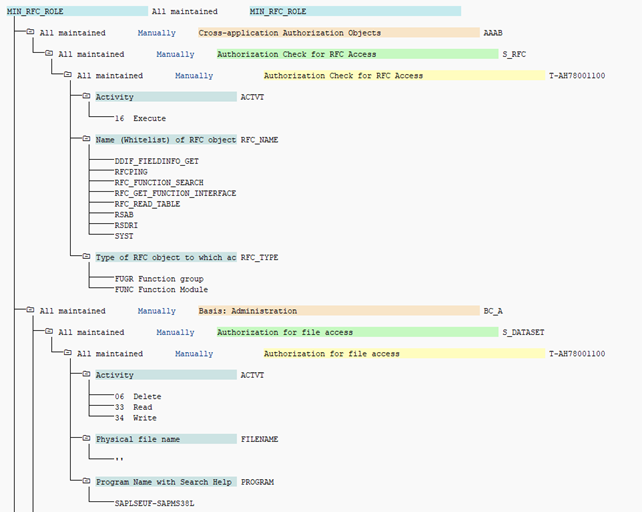 MIN_RFC_ROLE All maintained MIN_RFC_ROLE
All maintained Manually Cross-application Authorization Objects AAAB
All maintained Manually Authorization Check for RFC Access S_RFC
All maintained Manually Authorization Check for RFC Access T-AH78001100
Activity ACTVT
16 Execute
Name (Whitelist) of RFC object RFC_NAME
DDIF_FIELDINFO_GET
RFCPING
RFC_FUNCTION_SEARCH
RFC_GET_FUNCTION_INTERFACE
RFC_READ_TABLE
RSAB
RSDRI
SYST
Type of RFC object to which ac RFC_TYPE
FUGR Function group
FUNC Function Module
All maintained Manually Basis: Administration BC_A
All maintained Manually Authorization for file access S_DATASET
All maintained Manually Authorization for file access T-AH78001100
Activity ACTVT
06 Delete
33 Read
34 Write
Physical file name FILENAME
''
Program Name with Search Help PROGRAM
SAPLSEUF-SAPMS38L